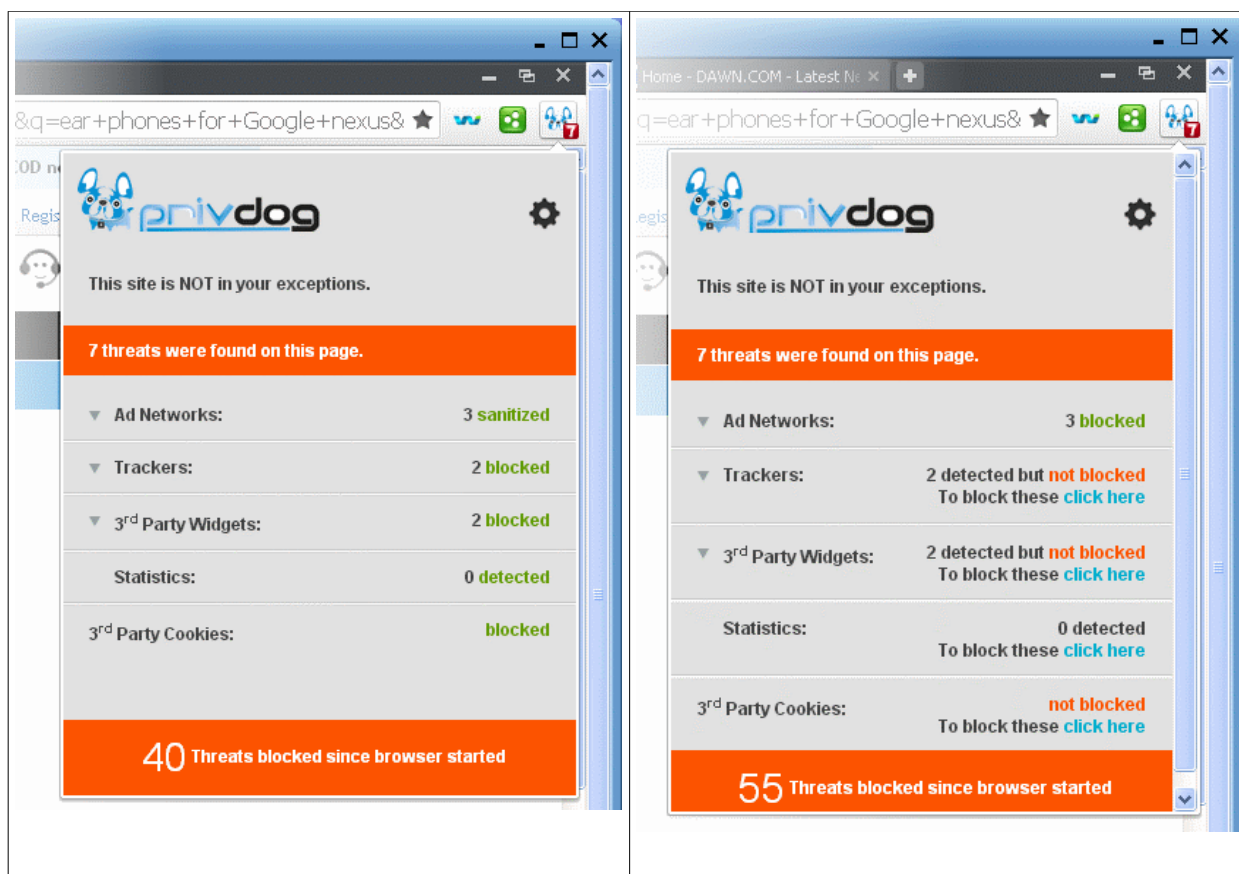 &q=ear+phones+for+Google+nexus&
7
COD
Regis
privdog
This site is NOT in your exceptions.
7 threats were found on this page.
Ad Networks: 3 sanitized
Trackers: 2 blocked
3rd Party Widgets: 2 blocked
Statistics: 0 detected
3rd Party Cookies: blocked
40 Threats blocked since browser started
Home - DAWN.COM - Latest Ne
q=ear+phones+for+Google+nexus&
7
egis
privdog
This site is NOT in your exceptions.
7 threats were found on this page.
Ad Networks: 3 blocked
Trackers: 2 detected but not blocked
To block these click here
3rd Party Widgets: 2 detected but not blocked
To block these click here
Statistics: 0 detected
To block these click here
3rd Party Cookies: not blocked
To block these click here
55 Threats blocked since browser started